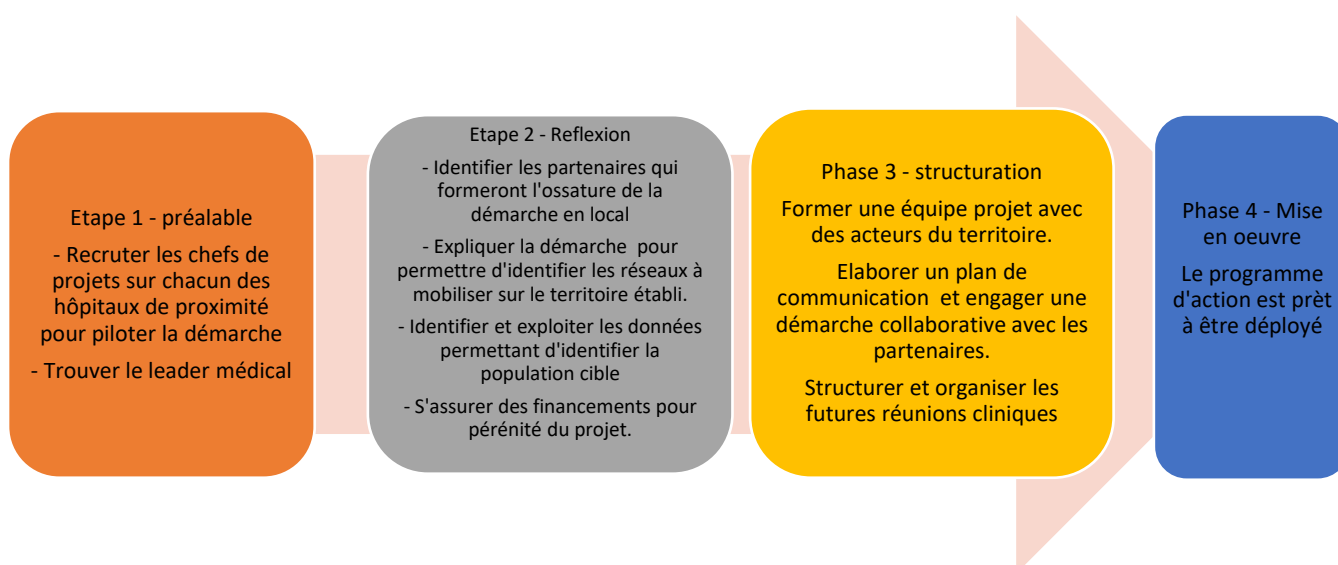 Etape 1 - préalable
- Recruter les chefs de
projets sur chacun des
hôpitaux de proximité
pour piloter la démarche
- Trouver le leader médical
Etape 2 - Reflexion
- Identifier les partenaires qui
formeront l'ossature de la
démarche en local
- Expliquer la démarche pour
permettre d'identifier les réseaux à
mobiliser sur le territoire établi.
- Identifier et exploiter les données
permettant d'identifier la
population cible
- S'assurer des financements pour
pérénité du projet.
Phase 3 - structuration
Former une équipe projet avec
des acteurs du territoire.
Elaborer un plan de
communication et engager une
démarche collaborative avec les
partenaires.
Structurer et organiser les
futures réunions cliniques
Phase 4 - Mise
en oeuvre
Le programme
d'action est prèt
à être déployé